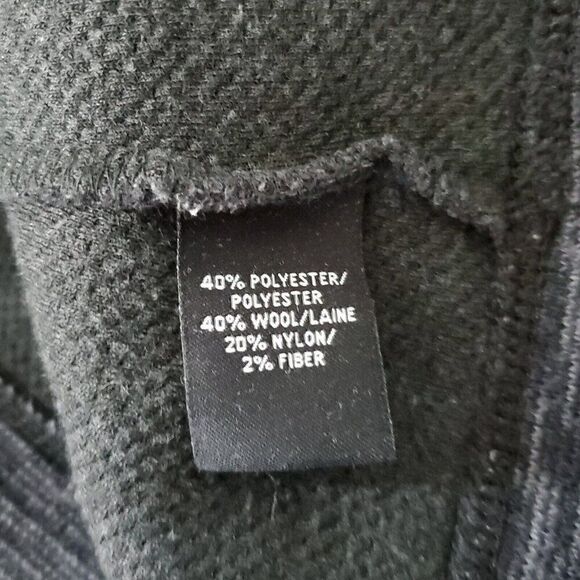 40% POLYESTER/
POLYESTER
40% WOOL/LAINE
20% NYLON/
2% FIBER